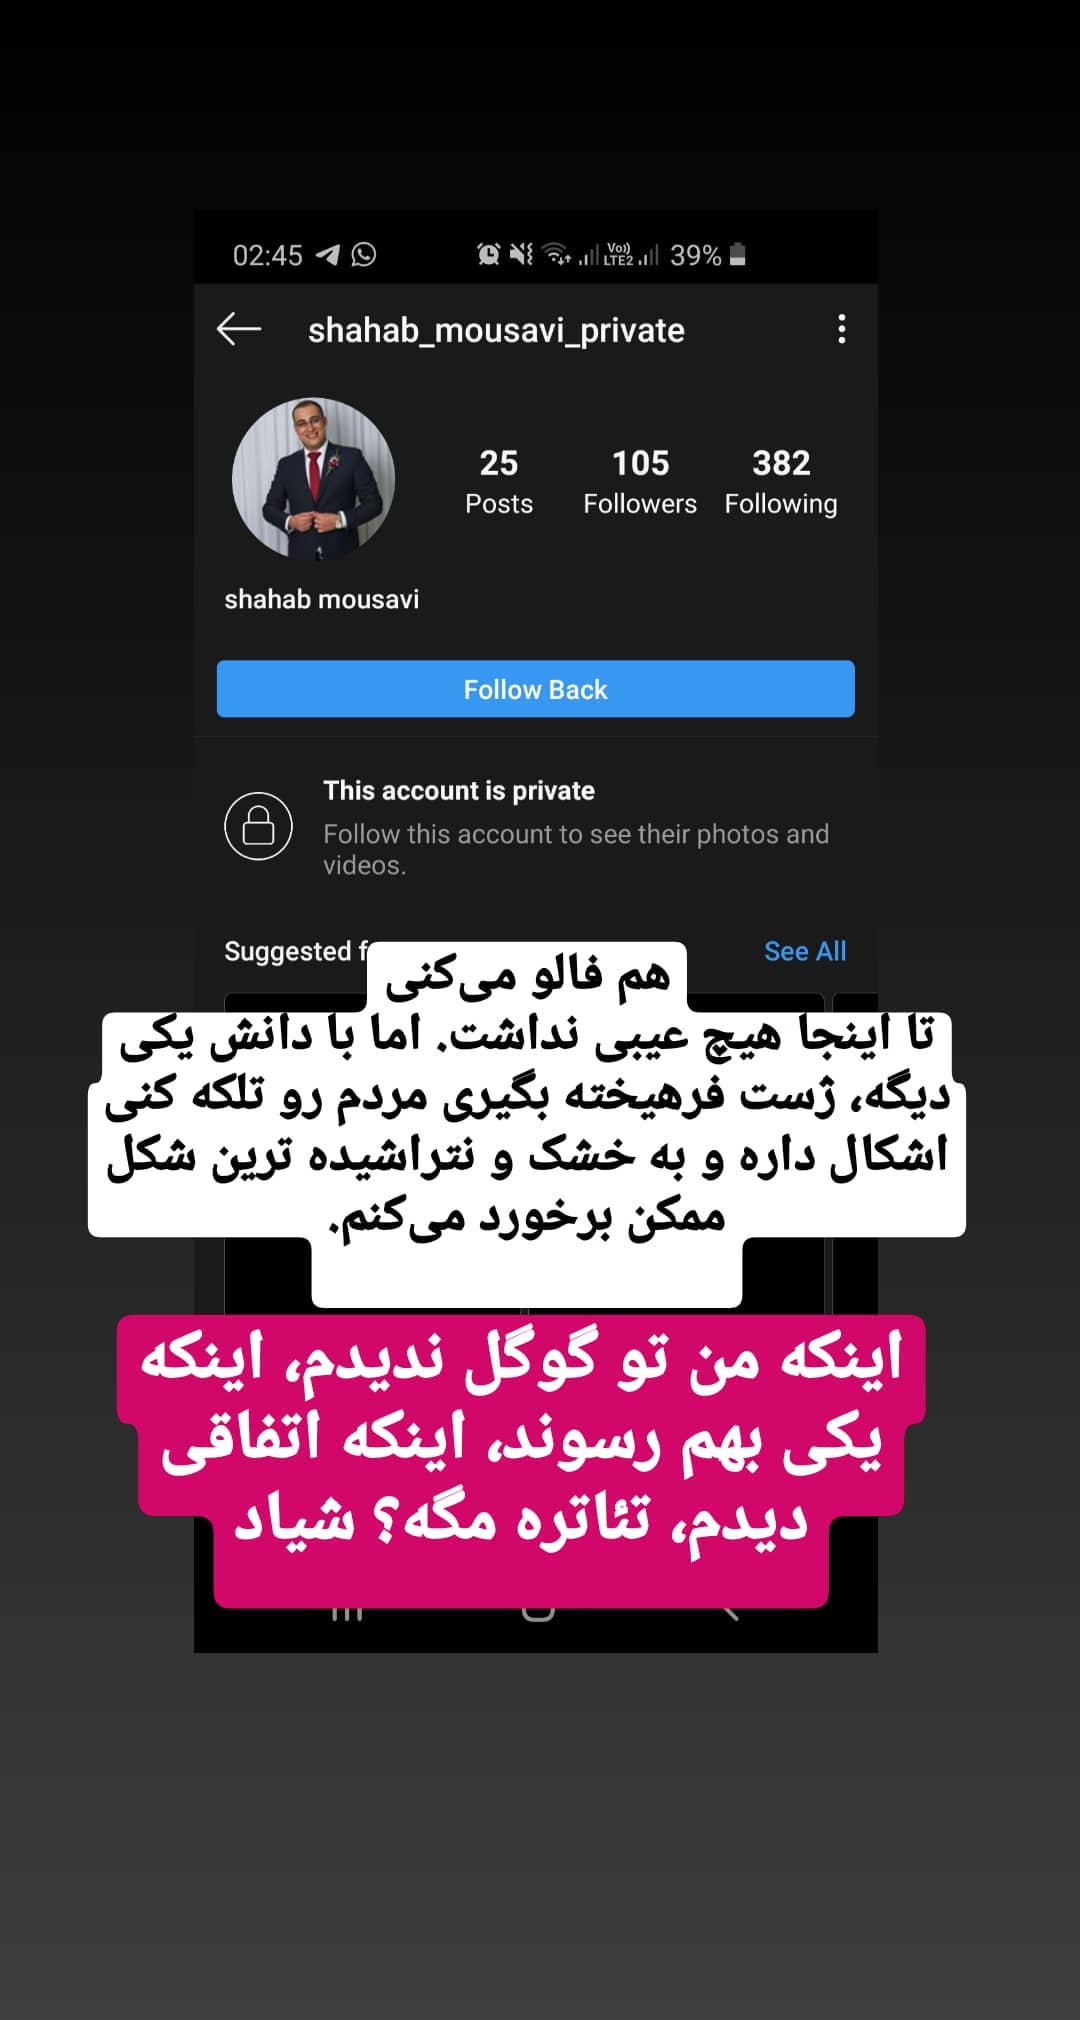 02:45
Vo)) LTE2 39%
shahab_mousavi_private
25 105 382
Posts Followers Following
shahab mousavi
Follow Back
This account is private
Follow this account to see their photos and
videos.
Suggested See All
هم فالو می‌کنی
تا اینجا هیچ عیبی نداشت. اما با دانش یکی
دیگه، ژست فرهیخته بگیری مردم رو تلکه کنی
اشکال داره و به خشک و نتراشیده ترین شکل
ممکن برخورد می‌کنم.
اینکه من تو گوگل ندیدم، اینکه
یکی بهم رسوند، اینکه اتفاقی
دیدم، تئاتره مگه؟ شیاد